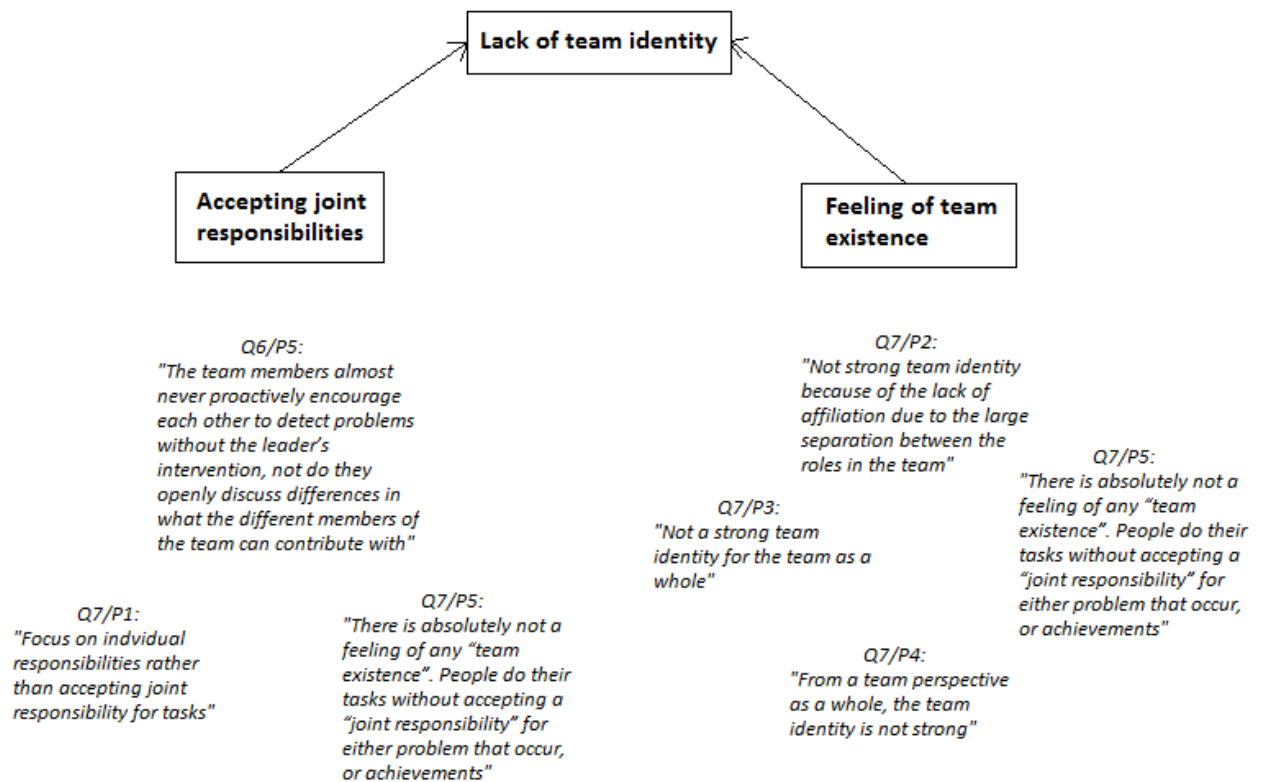 Lack of team identity
Accepting joint
responsibilities
Feeling of team
existence
Q6/P5:
"The team members almost
never proactively encourage
each other to detect problems
without the leader's
intervention, not do they
openly discuss differences in
what the different members of
the team can contribute with"
Q7/P1:
"Focus on indvidual
responsibilities rather
than accepting joint
responsibility for tasks"
Q7/P5:
"There is absolutely not a
feeling of any “team
existence”. People do their
tasks without accepting a
“joint responsibility” for
either problem that occur,
or achievements"
Q7/P2:
"Not strong team identity
because of the lack of
affiliation due to the large
separation between the
roles in the team"
Q7/P3:
"Not a strong team
identity for the team as a
whole"
Q7/P5:
"There is absolutely not a
feeling of any “team
existence”. People do their
tasks without accepting a
“joint responsibility” for
either problem that occur,
or achievements"
Q7/P4:
"From a team perspective
as a whole, the team
identity is not strong"